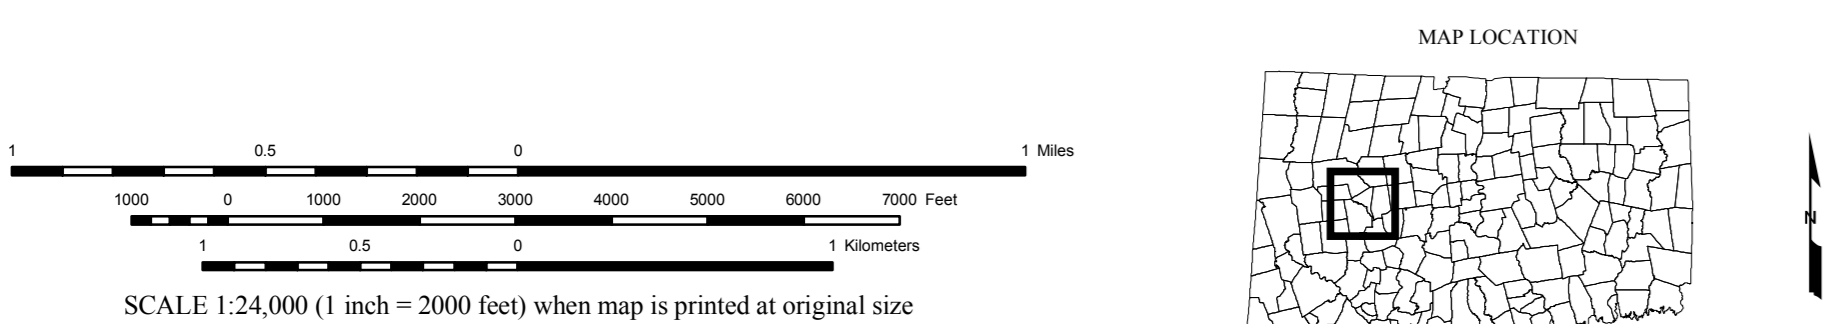 MAP LOCATION
1 0.5 0 1 Miles
1000 0 1000 2000 3000 4000 5000 6000 7000 Feet
1 0.5 0 1 Kilometers
SCALE 1:24,000 (1 inch = 2000 feet) when map is printed at original size
N